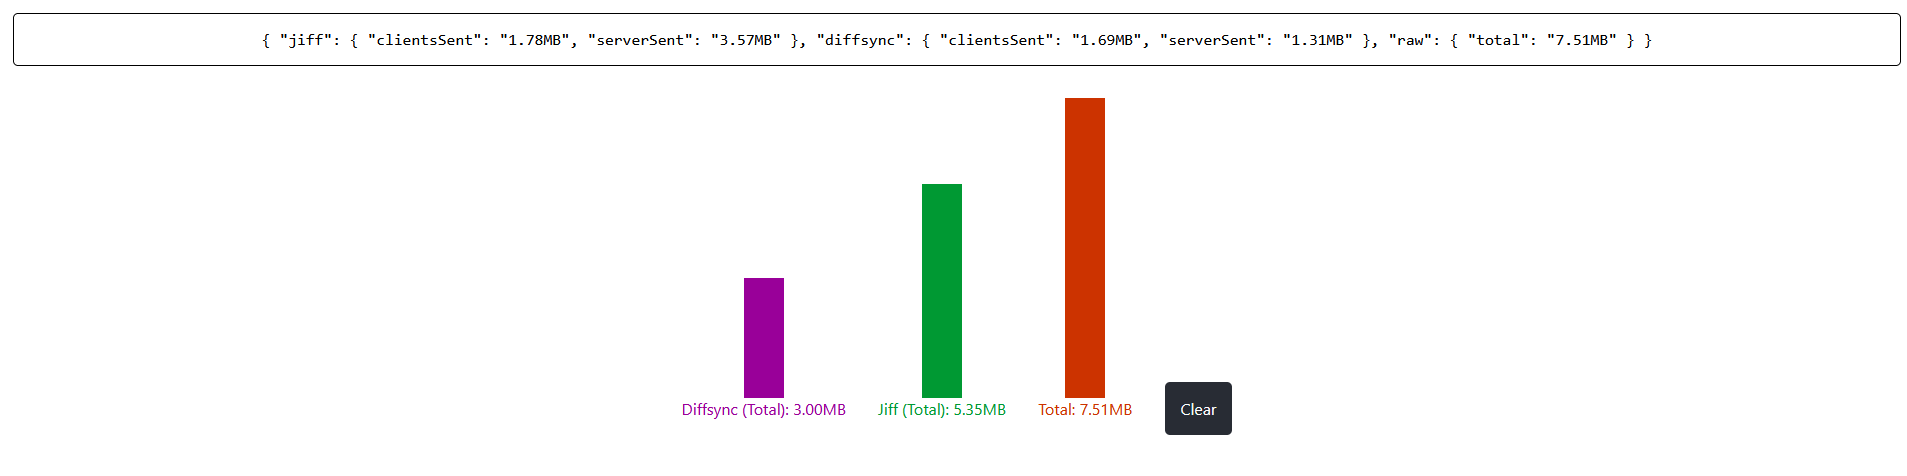 { "jiff": { "clientsSent": "1.78MB", "serverSent": "3.57MB" }, "diffsync": { "clientsSent": "1.69MB", "serverSent": "1.31MB" }, "raw": { "total": "7.51MB" } }
Diffsync (Total): 3.00MB
Jiff (Total): 5.35MB
Total: 7.51MB
Clear